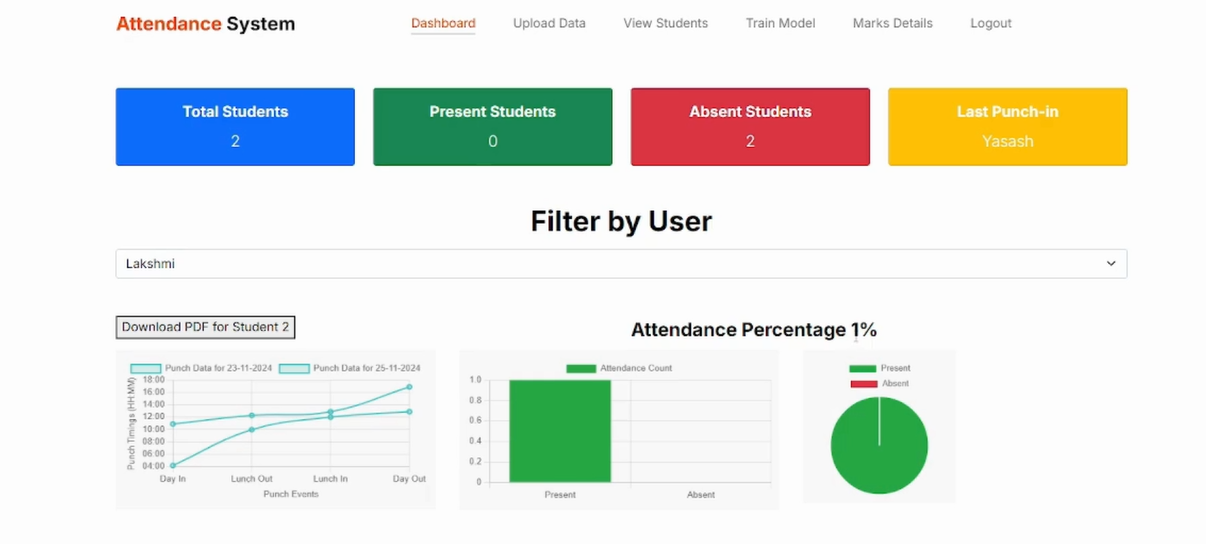 Attendance System
Dashboard Upload Data View Students Train Model Marks Details Logout
Total Students
2
Present Students
0
Absent Students
2
Last Punch-in
Yasash
Filter by User
Lakshmi
Download PDF for Student 2
Attendance Percentage 1%
Punch Data for 23-11-2024 Punch Data for 25-11-2024
Punch Timings (HH:MM)
18:00
16:00
14:00
12:00
10:00
08:00
06:00
04:00
Day In Lunch Out Lunch In Day Out
Punch Events
Attendance Count
1.0
0.8
0.6
0.4
0.2
0
Present Absent
Present
Absent